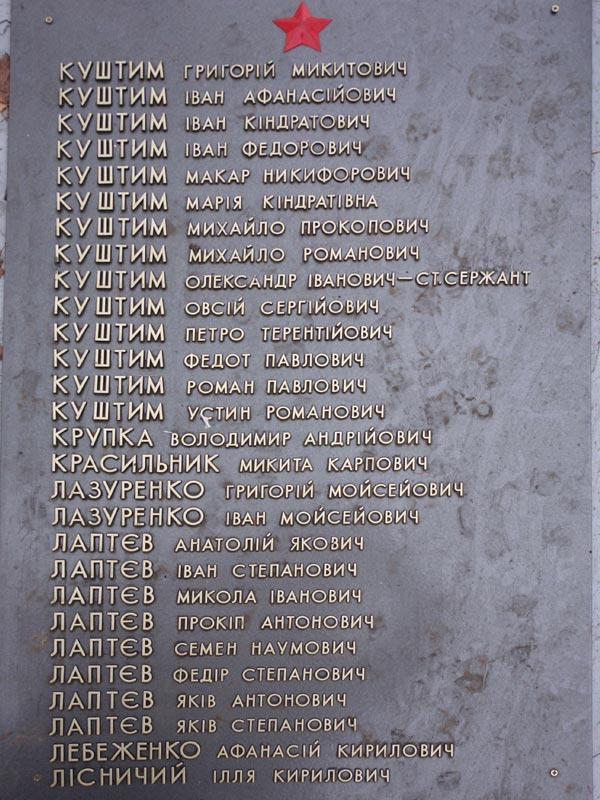 КУШТИМ ГРИГОРІЙ МИКИТОВИЧ
КУШТИМ ІВАН АФАНАСІЙОВИЧ
КУШТИМ ІВАН КІНДРАТОВИЧ
КУШТИМ ІВАН ФЕДОРОВИЧ
КУШТИМ МАКАР НИКИФОРОВИЧ
КУШТИМ МАРІЯ КІНДРАТІВНА
КУШТИМ МИХАЙЛО ПРОКОПОВИЧ
КУШТИМ МИХАЙЛО РОМАНОВИЧ
КУШТИМ ОЛЕКСАНДР ІВАНОВИЧ — СТ.СЕРЖАНТ
КУШТИМ ОВСІЙ СЕРГІЙОВИЧ
КУШТИМ ПЕТРО ТЕРЕНТІЙОВИЧ
КУШТИМ ФЕДОТ ПАВЛОВИЧ
КУШТИМ РОМАН ПАВЛОВИЧ
КУШТИМ УСТИН РОМАНОВИЧ
КРУПКА ВОЛОДИМИР АНДРІЙОВИЧ
КРАСИЛЬНИК МИКИТА КАРПОВИЧ
ЛАЗУРЕНКО ГРИГОРІЙ МОЙСЕЙОВИЧ
ЛАЗУРЕНКО ІВАН МОЙСЕЙОВИЧ
ЛАПТЄВ АНАТОЛІЙ ЯКОВИЧ
ЛАПТЄВ ІВАН СТЕПАНОВИЧ
ЛАПТЄВ МИКОЛА ІВАНОВИЧ
ЛАПТЄВ ПРОКІП АНТОНОВИЧ
ЛАПТЄВ СЕМЕН НАУМОВИЧ
ЛАПТЄВ ФЕДІР СТЕПАНОВИЧ
ЛАПТЄВ ЯКІВ АНТОНОВИЧ
ЛАПТЄВ ЯКІВ СТЕПАНОВИЧ
ЛЕБЕЖЕНКО АФАНАСІЙ КИРИЛОВИЧ
ЛІСНИЧИЙ ІЛЛЯ КИРИЛОВИЧ